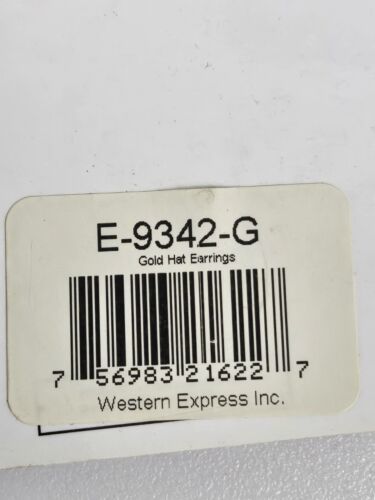 E-9342-G
Gold Hat Earrings
7 56983 21622 7
Western Express Inc.